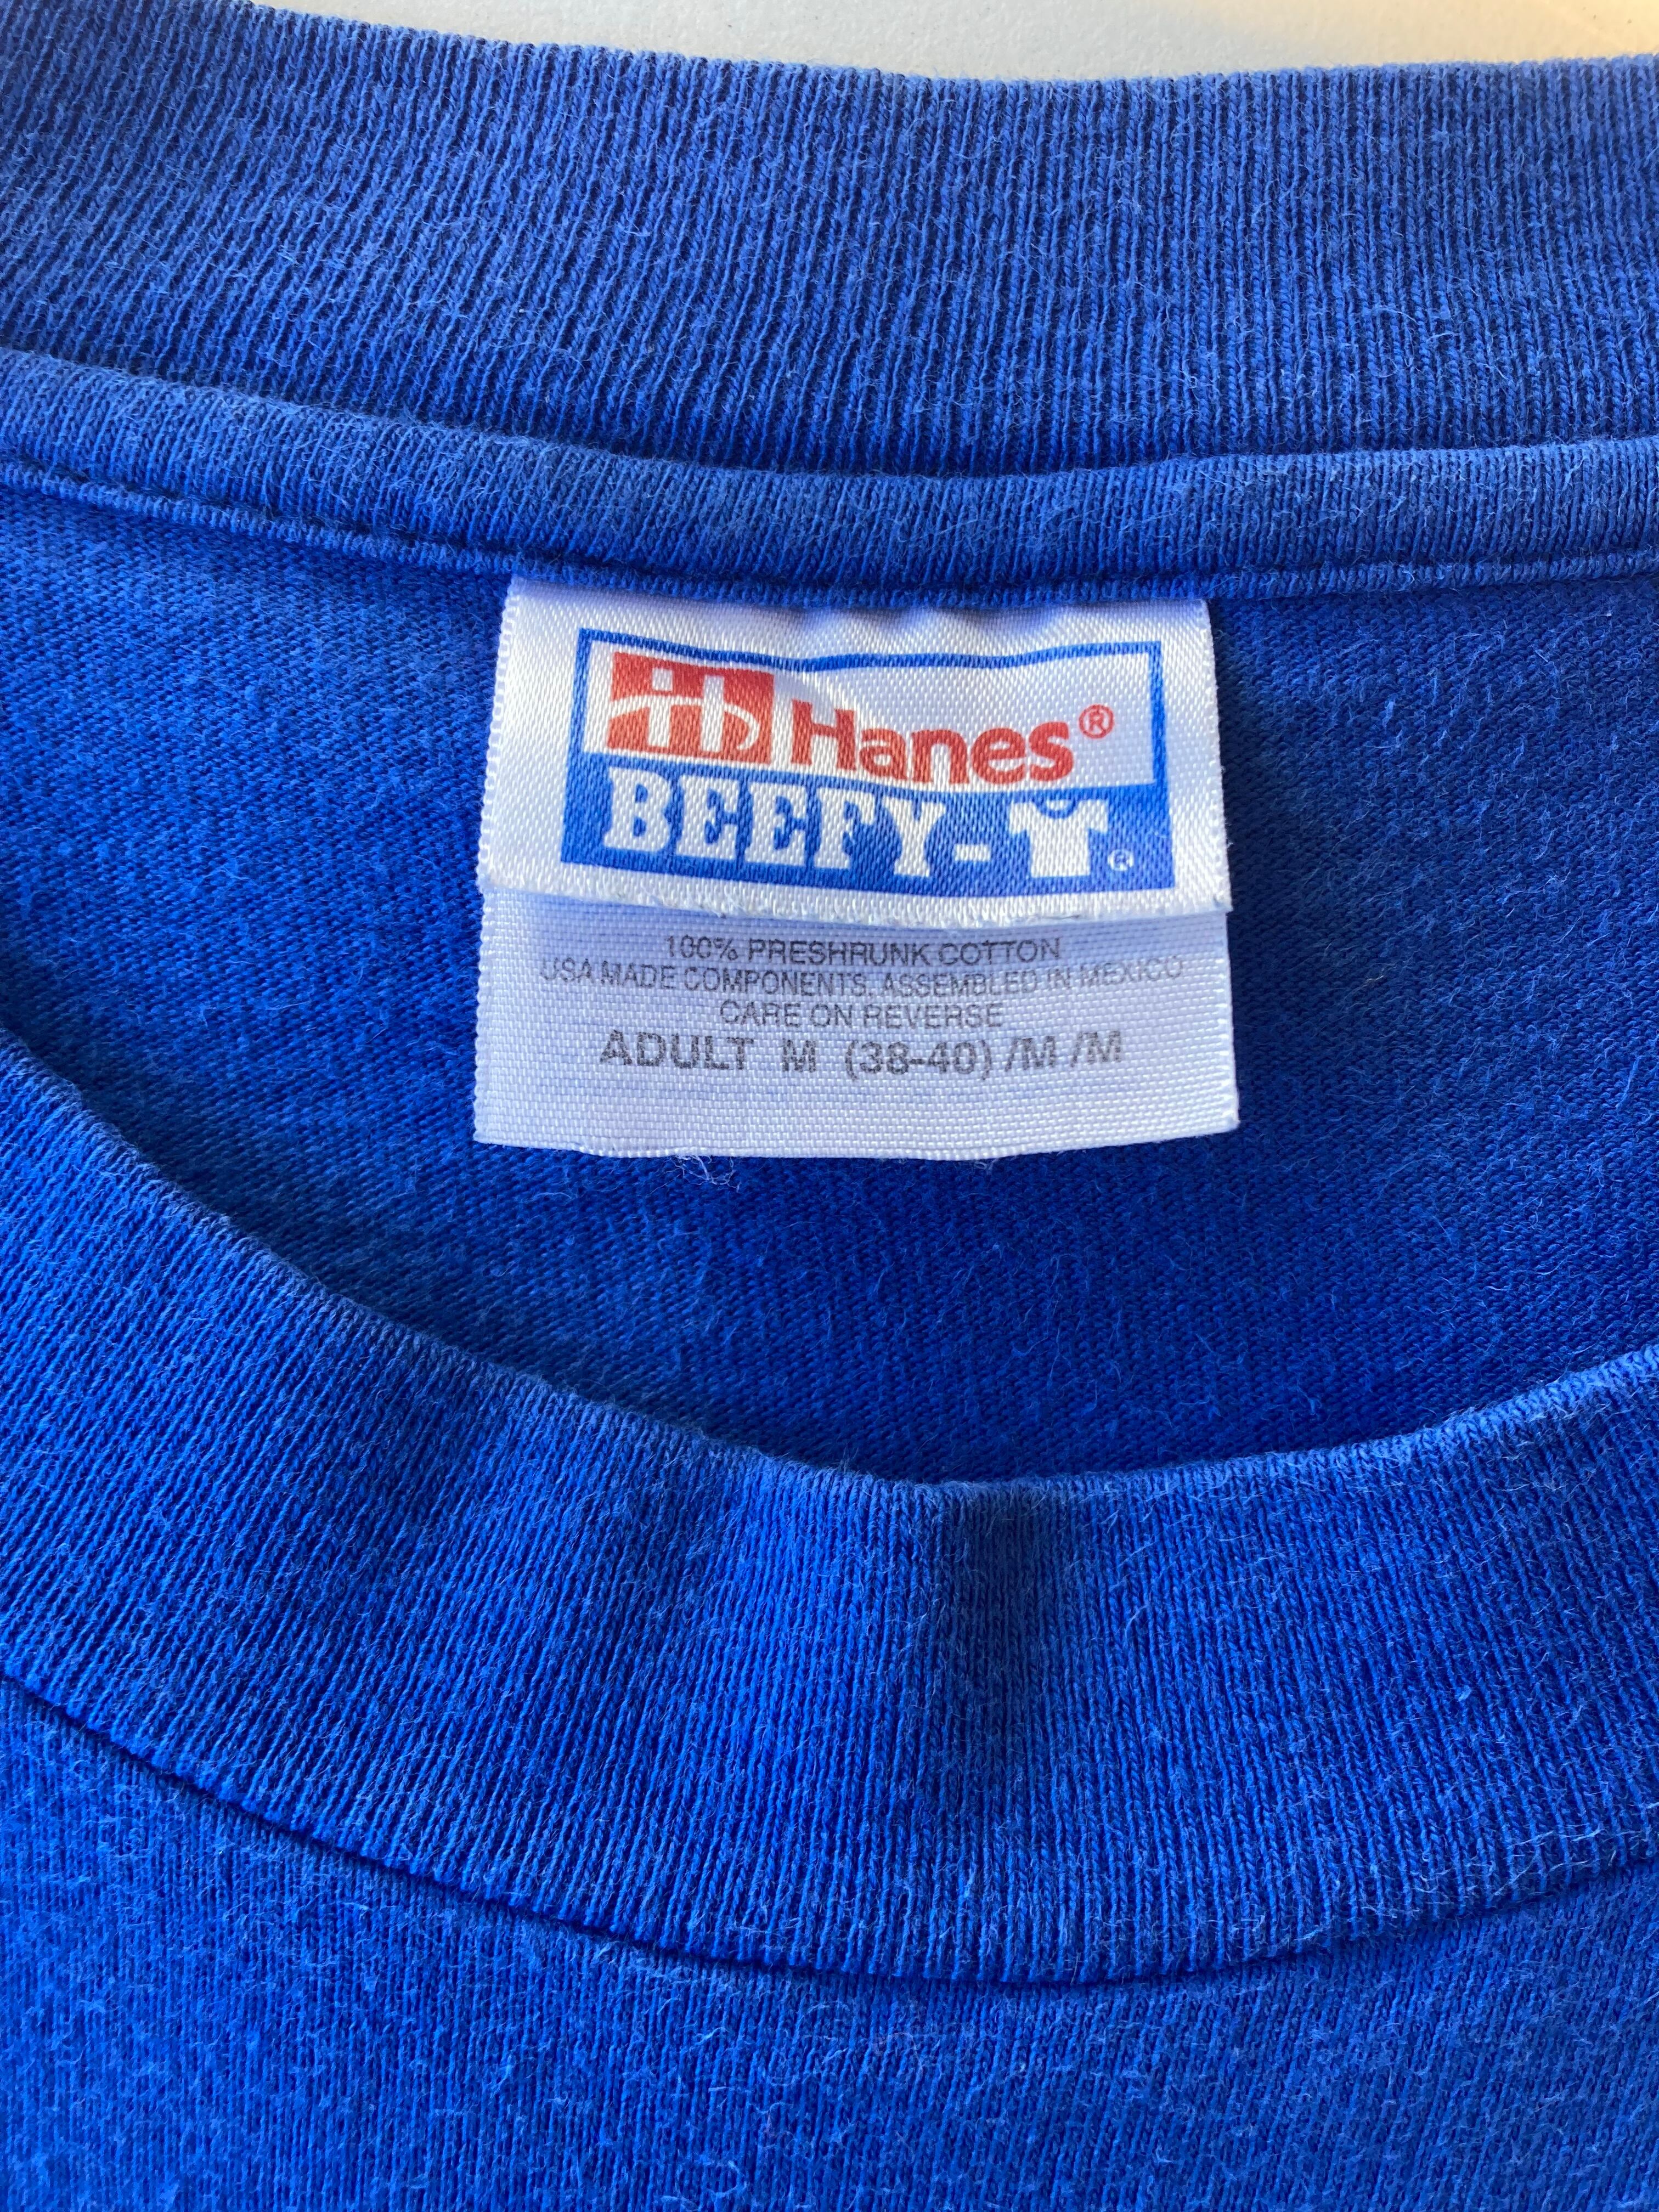 Hanes®
BEEFY-
®
100% PRESHRUNK COTTON
USA MADE COMPONENTS, ASSEMBLED IN MEXICO
CARE ON REVERSE
ADULT M (38-40) /M /M